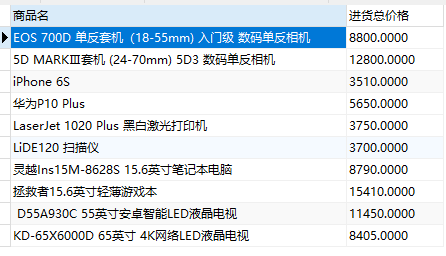 商品名 进货总价格
EOS 700D 单反套机 (18-55mm) 入门级 数码单反相机 8800.0000
5D MARKⅢ套机 (24-70mm) 5D3 数码单反相机 12800.0000
iPhone 6S 3510.0000
华为P10 Plus 5650.0000
LaserJet 1020 Plus 黑白激光打印机 3750.0000
LiDE120 扫描仪 3700.0000
灵越Ins15M-8628S 15.6英寸笔记本电脑 8790.0000
拯救者15.6英寸轻薄游戏本 15410.0000
D55A930C 55英寸安卓智能LED液晶电视 11450.0000
KD-65X6000D 65英寸 4K网络LED液晶电视 8405.0000